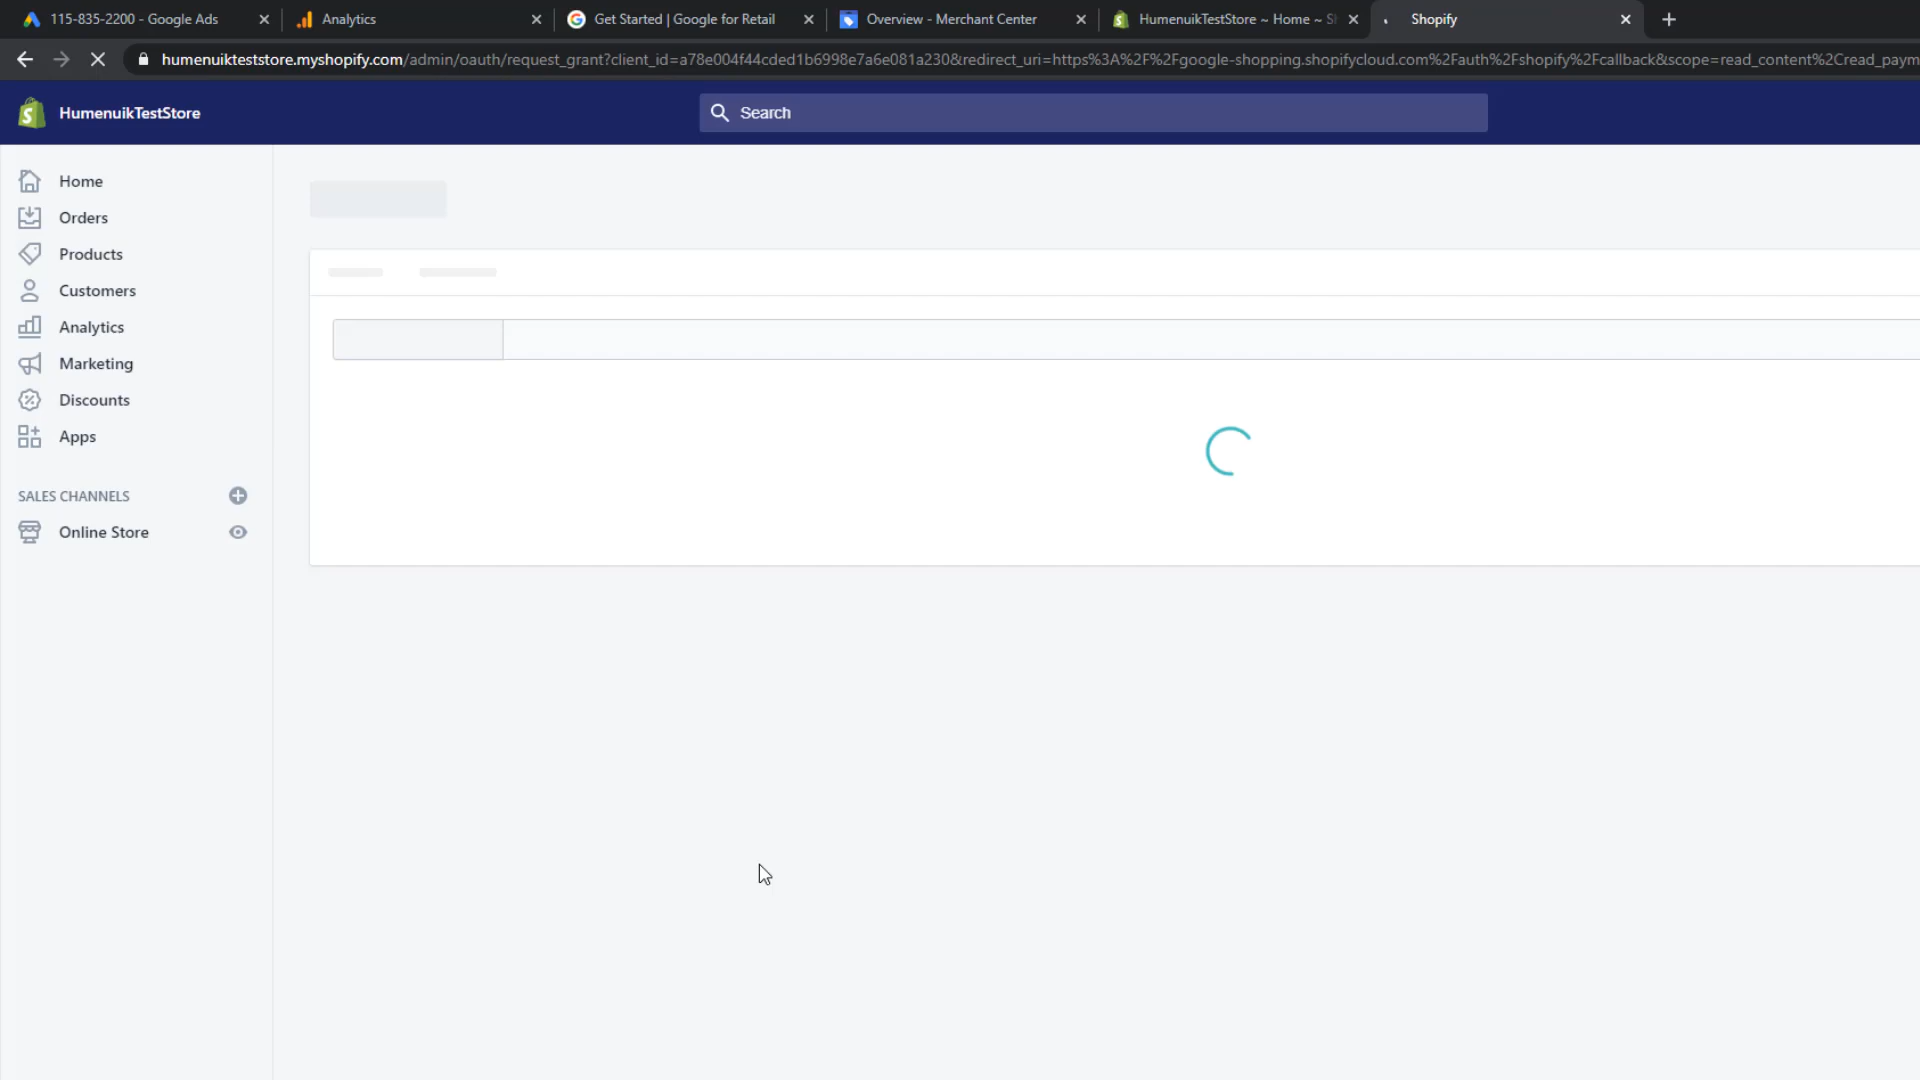 115-835-2200 - Google Ads
Analytics
Get Started | Google for Retail
Overview - Merchant Center
HumenuikTestStore ~ Home ~ Sh
Shopify
humenuikteststore.myshopify.com/admin/oauth/request_grant?client_id=a78e004f44cded1b6998e7a6e081a230&redirect_uri=https%3A%2F%2Fgoogle-shopping.shopifycloud.com%2Fauth%2Fshopify%2Fcallback&scope=read_content%2Cread_paym
HumenuikTestStore
Search
Home
Orders
Products
Customers
Analytics
Marketing
Discounts
Apps
SALES CHANNELS
Online Store